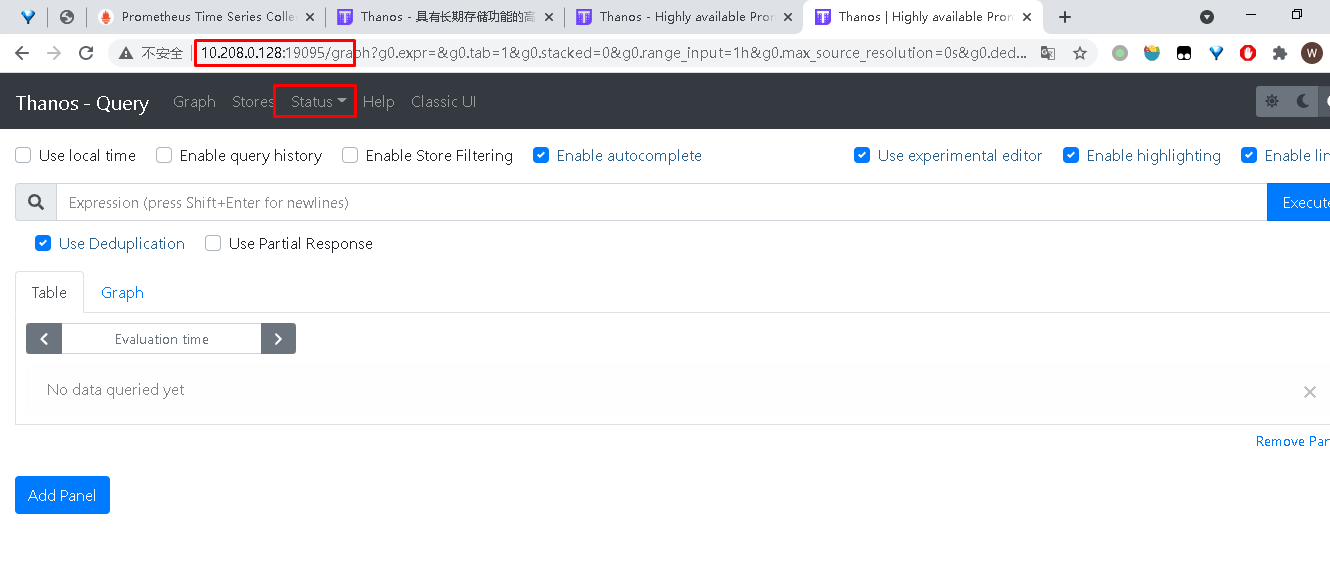 Prometheus Time Series Colle Thanos - 具有长期存储功能的高 Thanos - Highly available Pron Thanos | Highly available Pron
不安全 10.208.0.128:19095/graph?g0.expr=&g0.tab=1&g0.stacked=0&g0.range_input=1h&g0.max_source_resolution=0s&g0.ded... W
Thanos - Query Graph Stores Status Help Classic UI
Use local time Enable query history Enable Store Filtering Enable autocomplete Use experimental editor Enable highlighting Enable lin
Expression (press Shift+Enter for newlines) Execute
Use Deduplication Use Partial Response
Table Graph
Evaluation time
No data queried yet
Remove Pan
Add Panel